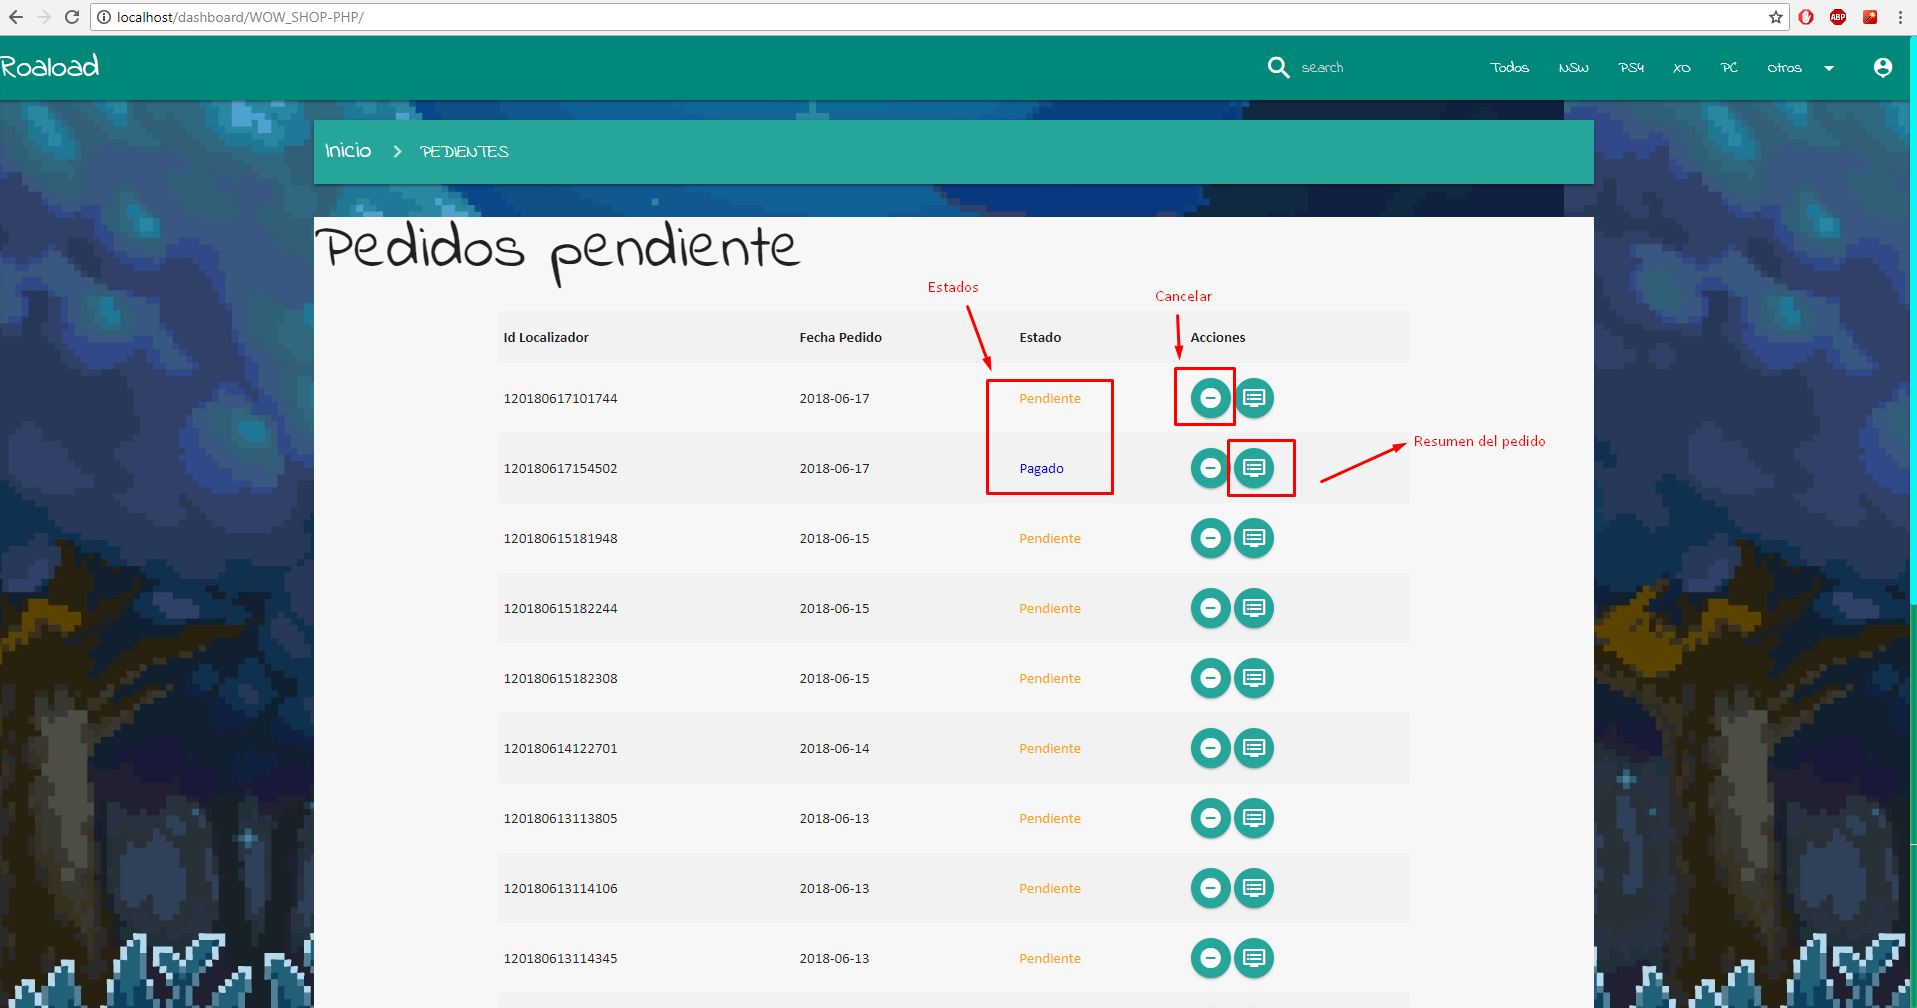 localhost/dashboard/WOW_SHOP-PHP/
ABP
Roaload
search
Todos
NSW
PS4
XO
PC
Otros
Inicio
PEDIENTES
Pedidos pendiente
Estados
Cancelar
Id Localizador Fecha Pedido Estado Acciones
120180617101744 2018-06-17 Pendiente
Resumen del pedido
120180617154502 2018-06-17 Pagado
120180615181948 2018-06-15 Pendiente
120180615182244 2018-06-15 Pendiente
120180615182308 2018-06-15 Pendiente
120180614122701 2018-06-14 Pendiente
120180613113805 2018-06-13 Pendiente
120180613114106 2018-06-13 Pendiente
120180613114345 2018-06-13 Pendiente